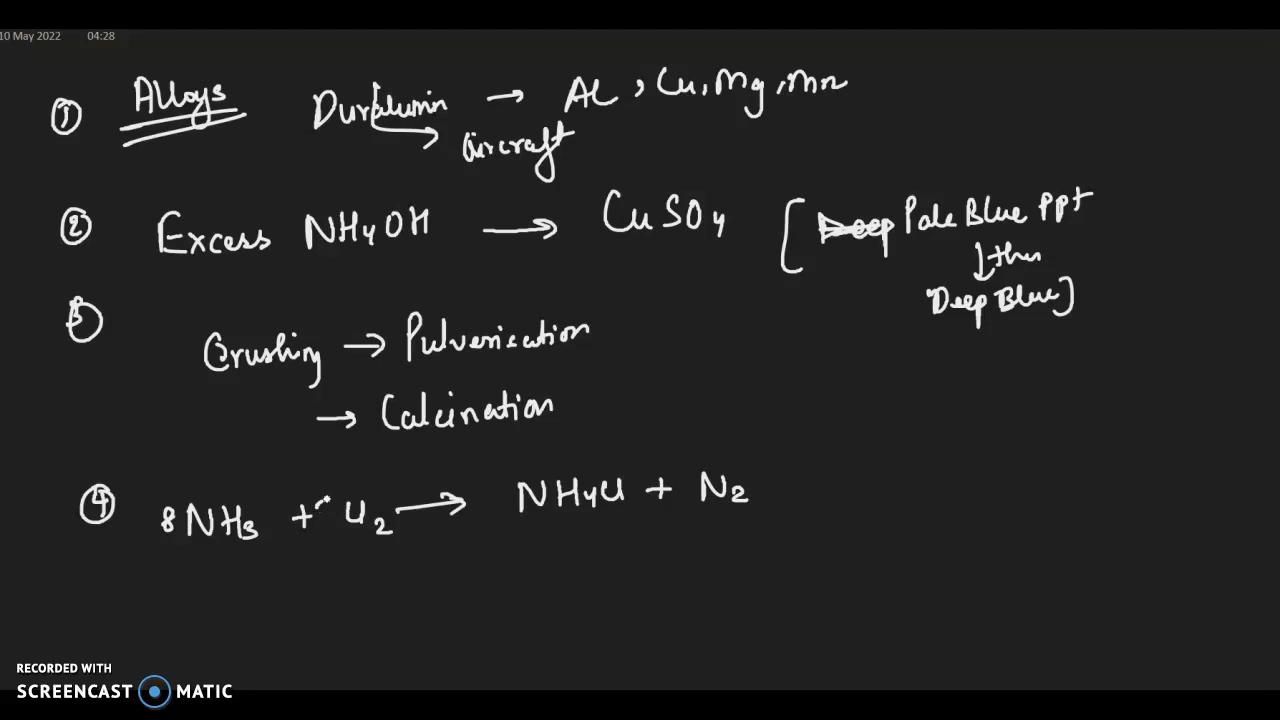 10 May 2022 04:28
① Alloys Duralumin → Al, Cu, Mg, Mn
→ aircraft
② Excess NH4OH → CuSO4 [ Pale Blue ppt
↓ then
Deep Blue]
③
Crushing → Pulverisation
→ Calcination
④ 8NH3 + Cl2 → NH4Cl + N2
RECORDED WITH
SCREENCAST MATIC